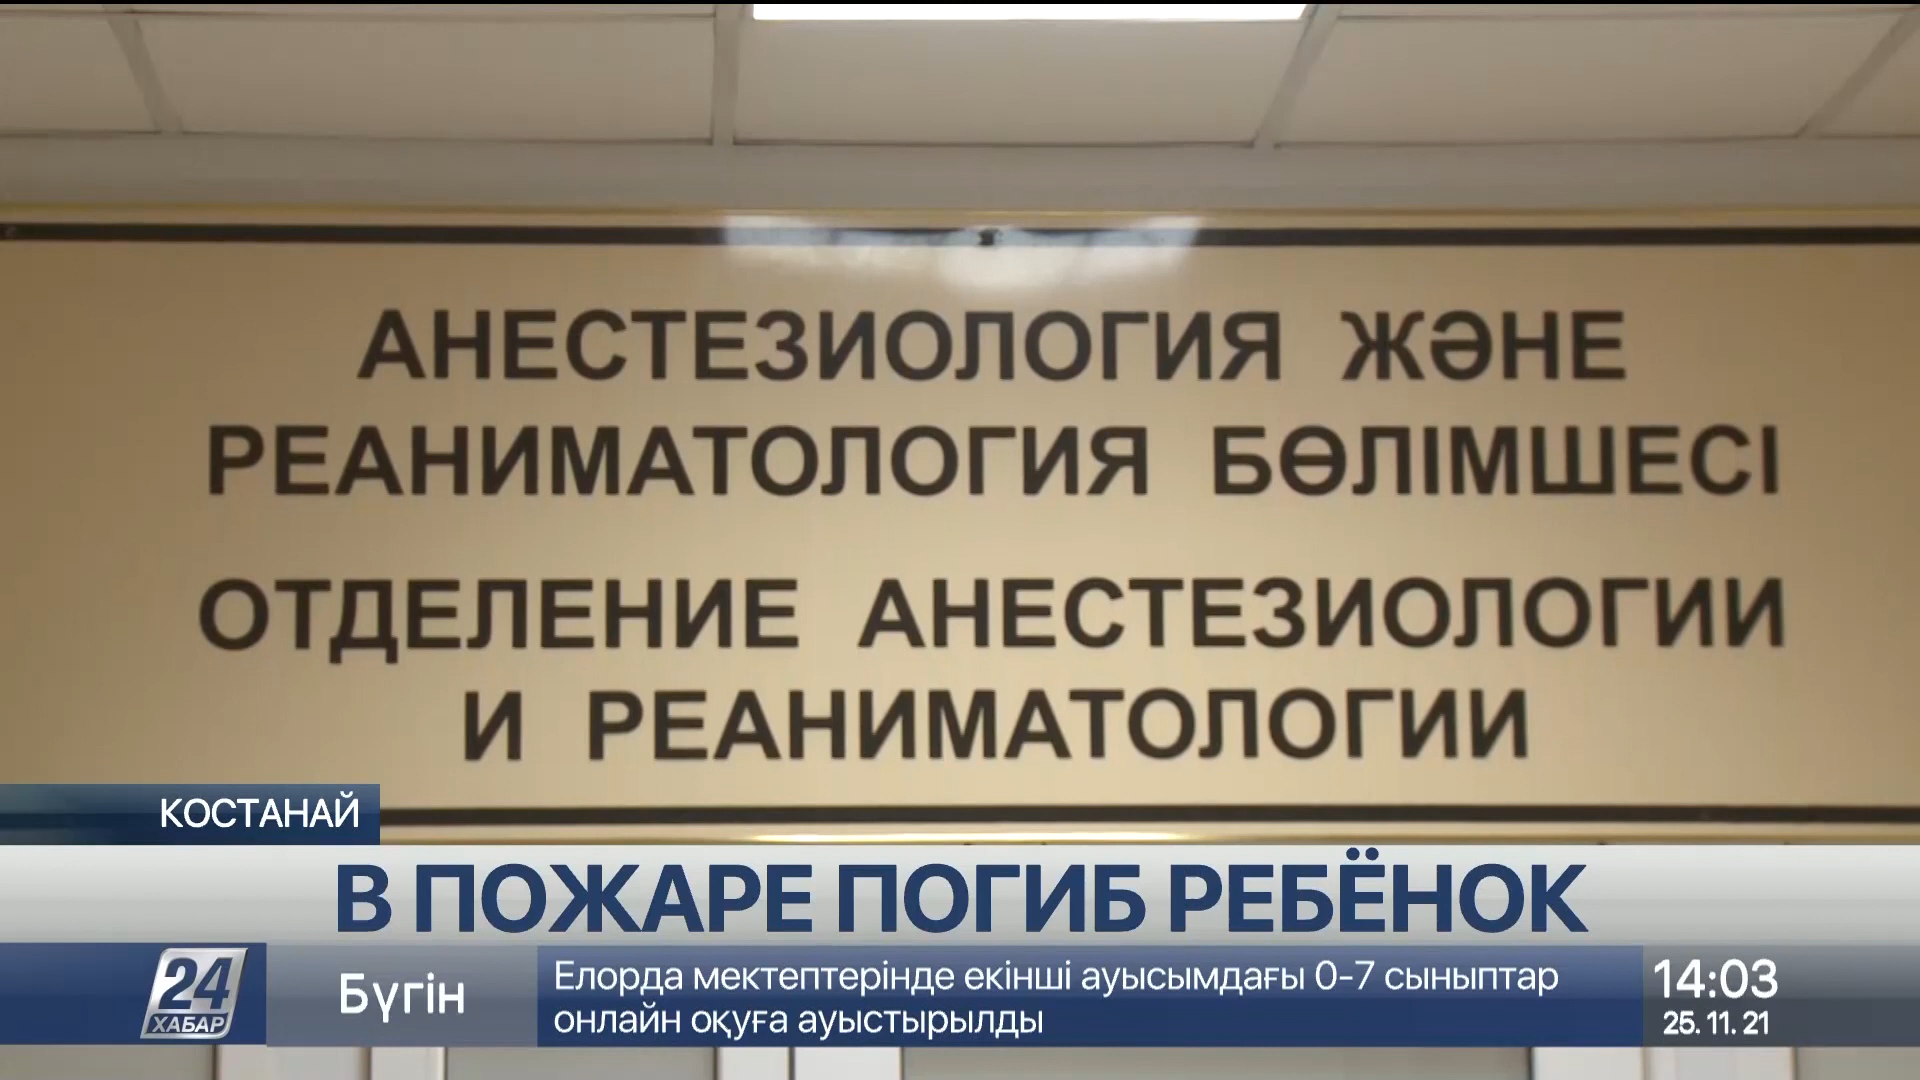 АНЕСТЕЗИОЛОГИЯ ЖӘНЕ
РЕАНИМАТОЛОГИЯ БӨЛІМШЕСІ
ОТДЕЛЕНИЕ АНЕСТЕЗИОЛОГИИ
И РЕАНИМАТОЛОГИИ
КОСТАНАЙ
В ПОЖАРЕ ПОГИБ РЕБЁНОК
24
ХАБАР
Бүгін
Елорда мектептерінде екінші ауысымдағы 0-7 сыныптар
онлайн оқуға ауыстырылды
14:03
25. 11. 21